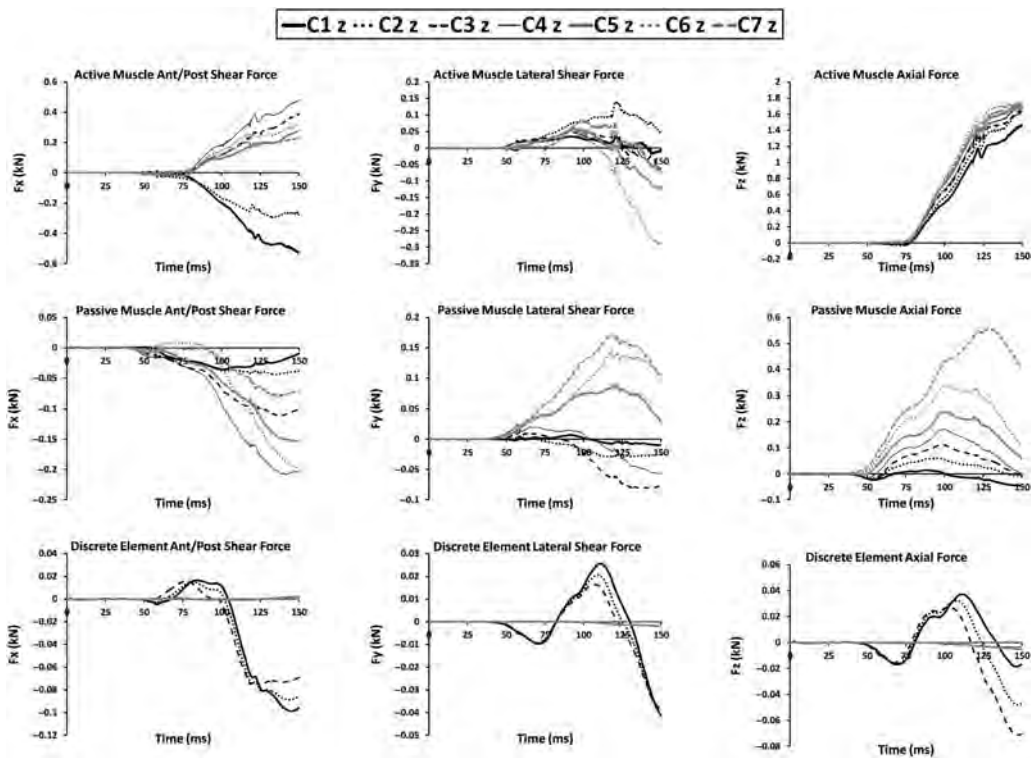 C1 z C2 z C3 z C4 z C5 z C6 z C7 z
Active Muscle Ant/Post Shear Force
Fx (kN)
0.6
0.4
0.2
0
−0.2
−0.4
−0.6
0 25 50 75 100 125 150
Time (ms)
Active Muscle Lateral Shear Force
Fy (kN)
0.2
0.15
0.1
0.05
0
−0.05
−0.1
−0.15
−0.2
−0.25
−0.3
−0.35
0 25 50 75 100 125 150
Time (ms)
Active Muscle Axial Force
Fz (kN)
2
1.8
1.6
1.4
1.2
1
0.8
0.6
0.4
0.2
0
−0.2
0 25 50 75 100 125 150
Time (ms)
Passive Muscle Ant/Post Shear Force
Fx (kN)
0.05
0
−0.05
−0.1
−0.15
−0.2
−0.25
0 25 50 75 100 125 150
Time (ms)
Passive Muscle Lateral Shear Force
Fy (kN)
0.2
0.15
0.1
0.05
0
−0.05
−0.1
0 25 50 75 100 125 150
Time (ms)
Passive Muscle Axial Force
Fz (kN)
0.6
0.5
0.4
0.3
0.2
0.1
0
−0.1
0 25 50 75 100 125 150
Time (ms)
Discrete Element Ant/Post Shear Force
Fx (kN)
0.04
0.02
0
−0.02
−0.04
−0.06
−0.08
−0.1
−0.12
0 25 50 75 100 125 150
Time (ms)
Discrete Element Lateral Shear Force
Fy (kN)
0.03
0.02
0.01
0
−0.01
−0.02
−0.03
−0.04
−0.05
0 25 50 75 100 125 150
Time (ms)
Discrete Element Axial Force
Fz (kN)
0.06
0.04
0.02
0
−0.02
−0.04
−0.06
−0.08
0 25 50 75 100 125 150
Time (ms)